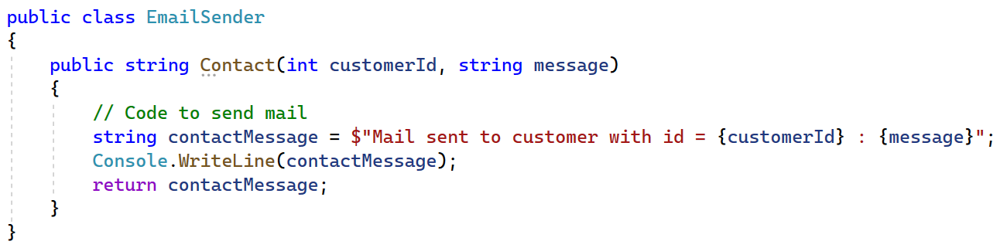 public class EmailSender
{
    public string Contact(int customerId, string message)
    {
        // Code to send mail
        string contactMessage = $"Mail sent to customer with id = {customerId} : {message}";
        Console.WriteLine(contactMessage);
        return contactMessage;
    }
}